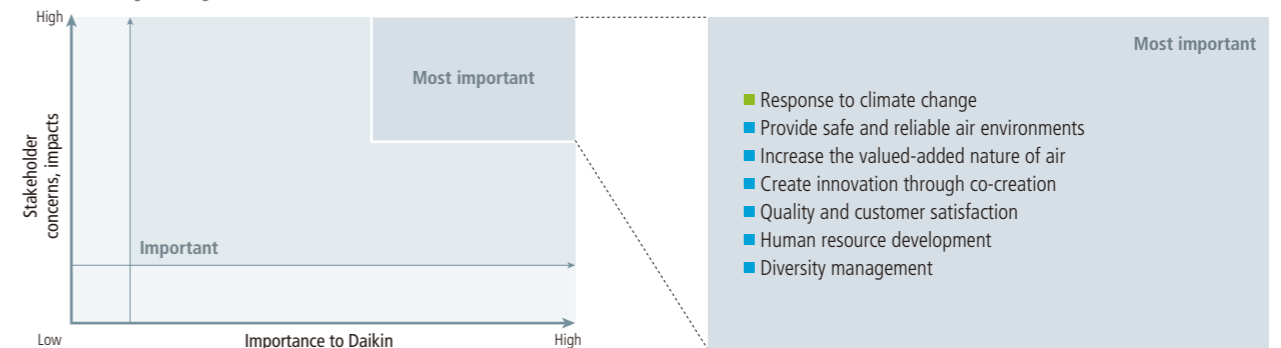 High
Most important
Most important
Response to climate change
Provide safe and reliable air environments
Increase the valued-added nature of air
Create innovation through co-creation
Quality and customer satisfaction
Human resource development
Diversity management
Stakeholder
concerns, impacts
Important
Low
Importance to Daikin
High